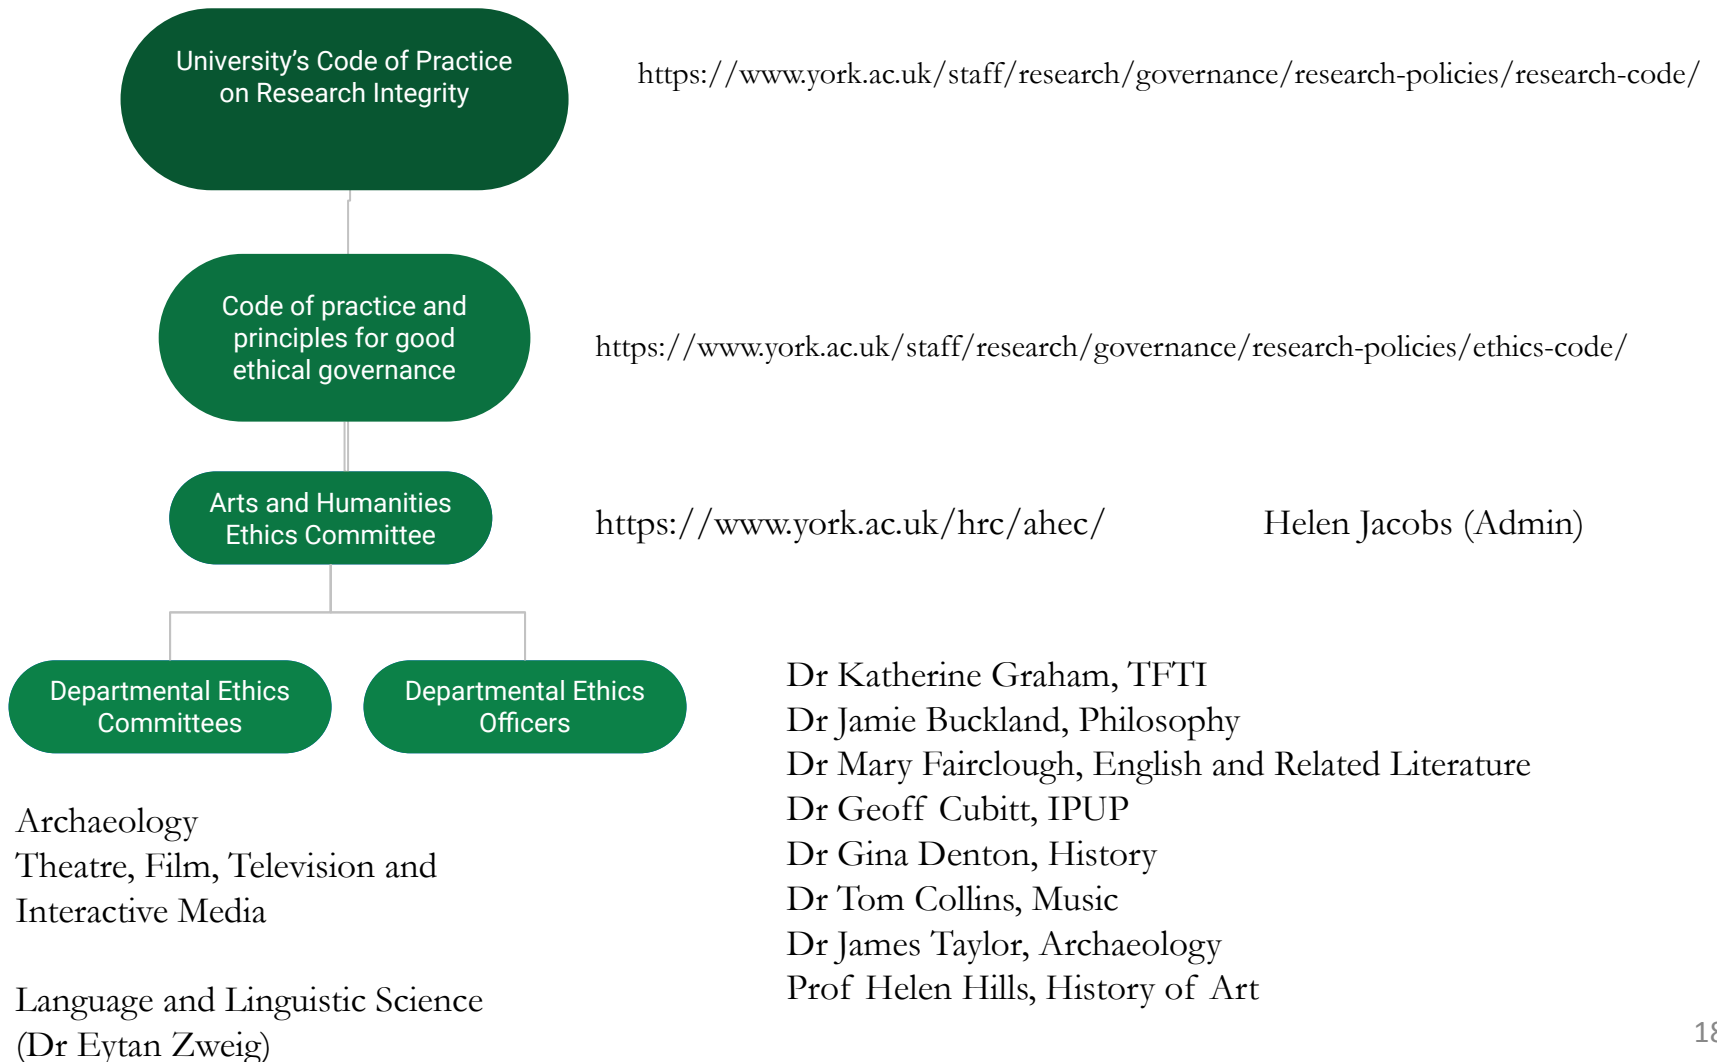 University’s Code of Practice
on Research Integrity
https://www.york.ac.uk/staff/research/governance/research-policies/research-code/
Code of practice and
principles for good
ethical governance
https://www.york.ac.uk/staff/research/governance/research-policies/ethics-code/
Arts and Humanities
Ethics Committee
https://www.york.ac.uk/hrc/ahec/
Helen Jacobs (Admin)
Departmental Ethics
Committees
Departmental Ethics
Officers
Archaeology
Theatre, Film, Television and
Interactive Media
Language and Linguistic Science
(Dr Eytan Zweig)
Dr Katherine Graham, TFTI
Dr Jamie Buckland, Philosophy
Dr Mary Fairclough, English and Related Literature
Dr Geoff Cubitt, IPUP
Dr Gina Denton, History
Dr Tom Collins, Music
Dr James Taylor, Archaeology
Prof Helen Hills, History of Art
18